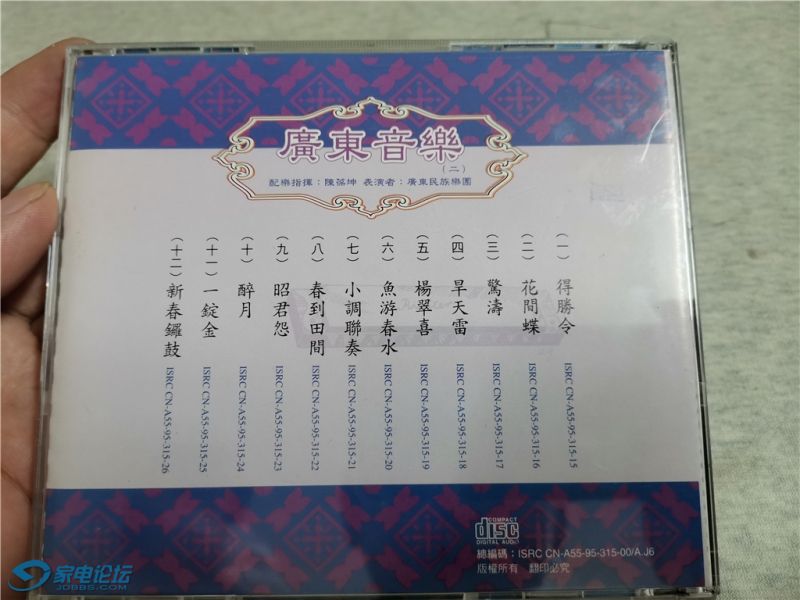 廣東音樂
（二）
配樂指揮：陳葆坤 表演者：廣東民族樂團
（一）得勝令 ISRC CN-A55-95-315-15
（二）花間蝶 ISRC CN-A55-95-315-16
（三）驚濤 ISRC CN-A55-95-315-17
（四）旱天雷 ISRC CN-A55-95-315-18
（五）楊翠喜 ISRC CN-A55-95-315-19
（六）魚游春水 ISRC CN-A55-95-315-20
（七）小調聯奏 ISRC CN-A55-95-315-21
（八）春到田間 ISRC CN-A55-95-315-22
（九）昭君怨 ISRC CN-A55-95-315-23
（十）醉月 ISRC CN-A55-95-315-24
（十一）一錠金 ISRC CN-A55-95-315-25
（十二）新春鑼鼓 ISRC CN-A55-95-315-26
COMPACT
disc
DIGITAL AUDIO
總編碼：ISRC CN-A55-95-315-00/A.J6
版權所有 翻印必究
家电论坛
JDBBS.COM